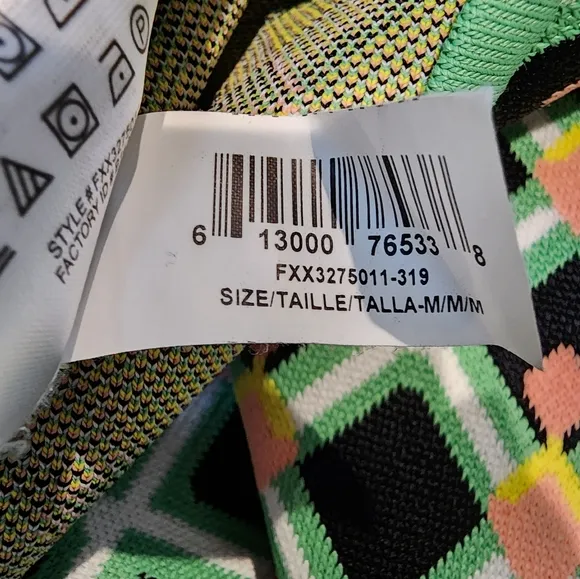 STYLE# FXX327
FACTORY ID
6 13000 76533 8
FXX3275011-319
SIZE/TAILLE/TALLA-M/M/M